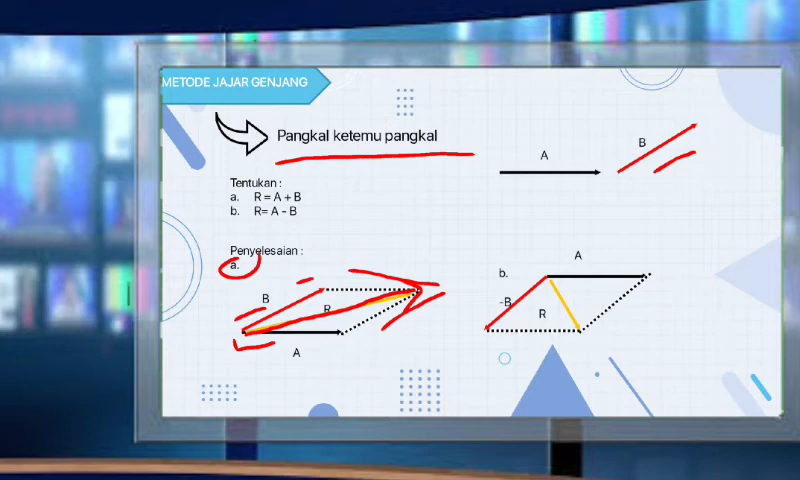 METODE JAJAR GENJANG
Pangkal ketemu pangkal
A
B
Tentukan :
a. R = A + B
b. R= A - B
Penyelesaian :
a.
B
R
A
b.
A
-B
R